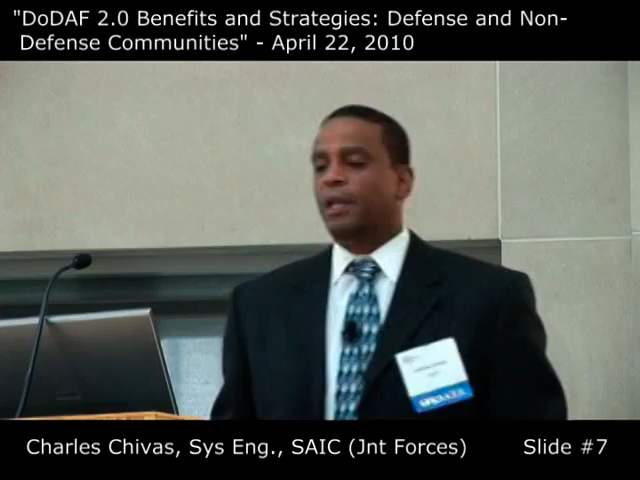 "DoDAF 2.0 Benefits and Strategies: Defense and Non-
Defense Communities" - April 22, 2010
SPEAKER
Charles Chivas, Sys Eng., SAIC (Jnt Forces) Slide #7